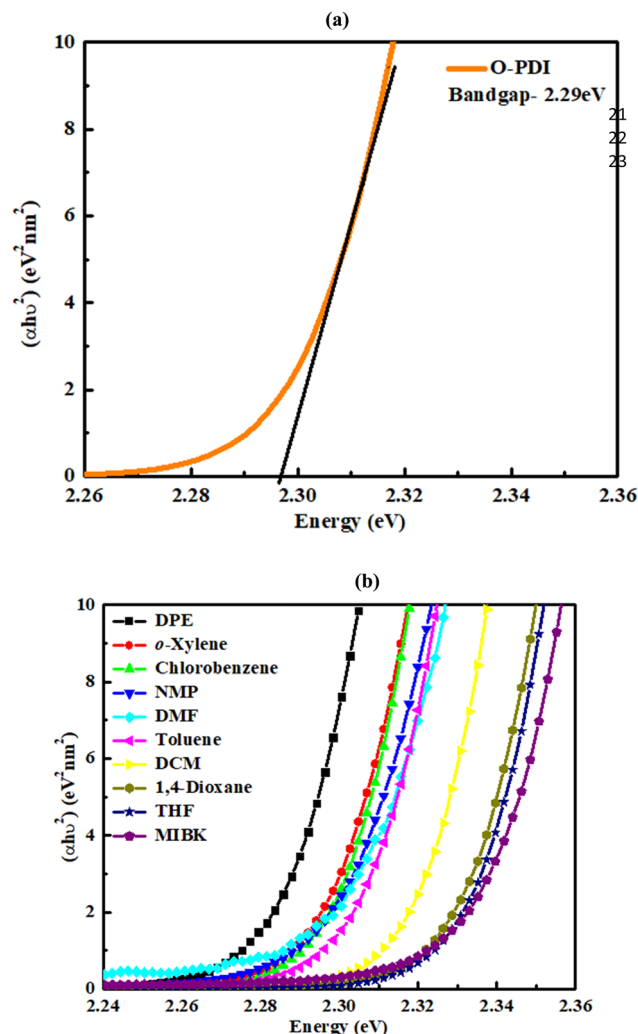 (a)
10
8
6
4
2
0
(αhυ²) (eV²nm²)
O-PDI
Bandgap- 2.29eV
21
22
23
2.26 2.28 2.30 2.32 2.34 2.36
Energy (eV)
(b)
10
8
6
4
2
0
(αhυ²) (eV²nm²)
DPE
o-Xylene
Chlorobenzene
NMP
DMF
Toluene
DCM
1,4-Dioxane
THF
MIBK
2.24 2.26 2.28 2.30 2.32 2.34 2.36
Energy (eV)